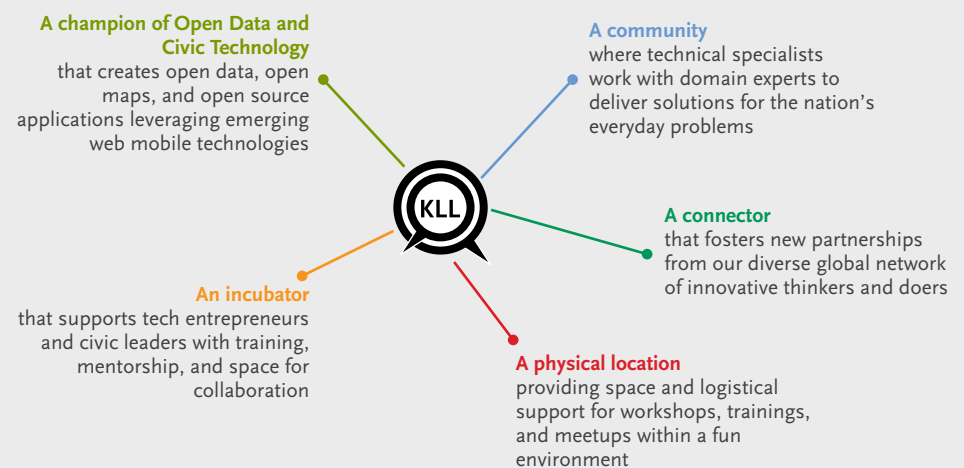 A champion of Open Data and
Civic Technology
that creates open data, open
maps, and open source
applications leveraging emerging
web mobile technologies
A community
where technical specialists
work with domain experts to
deliver solutions for the nation's
everyday problems
KLL
A connector
that fosters new partnerships
from our diverse global network
of innovative thinkers and doers
An incubator
that supports tech entrepreneurs
and civic leaders with training,
mentorship, and space for
collaboration
A physical location
providing space and logistical
support for workshops, trainings,
and meetups within a fun
environment